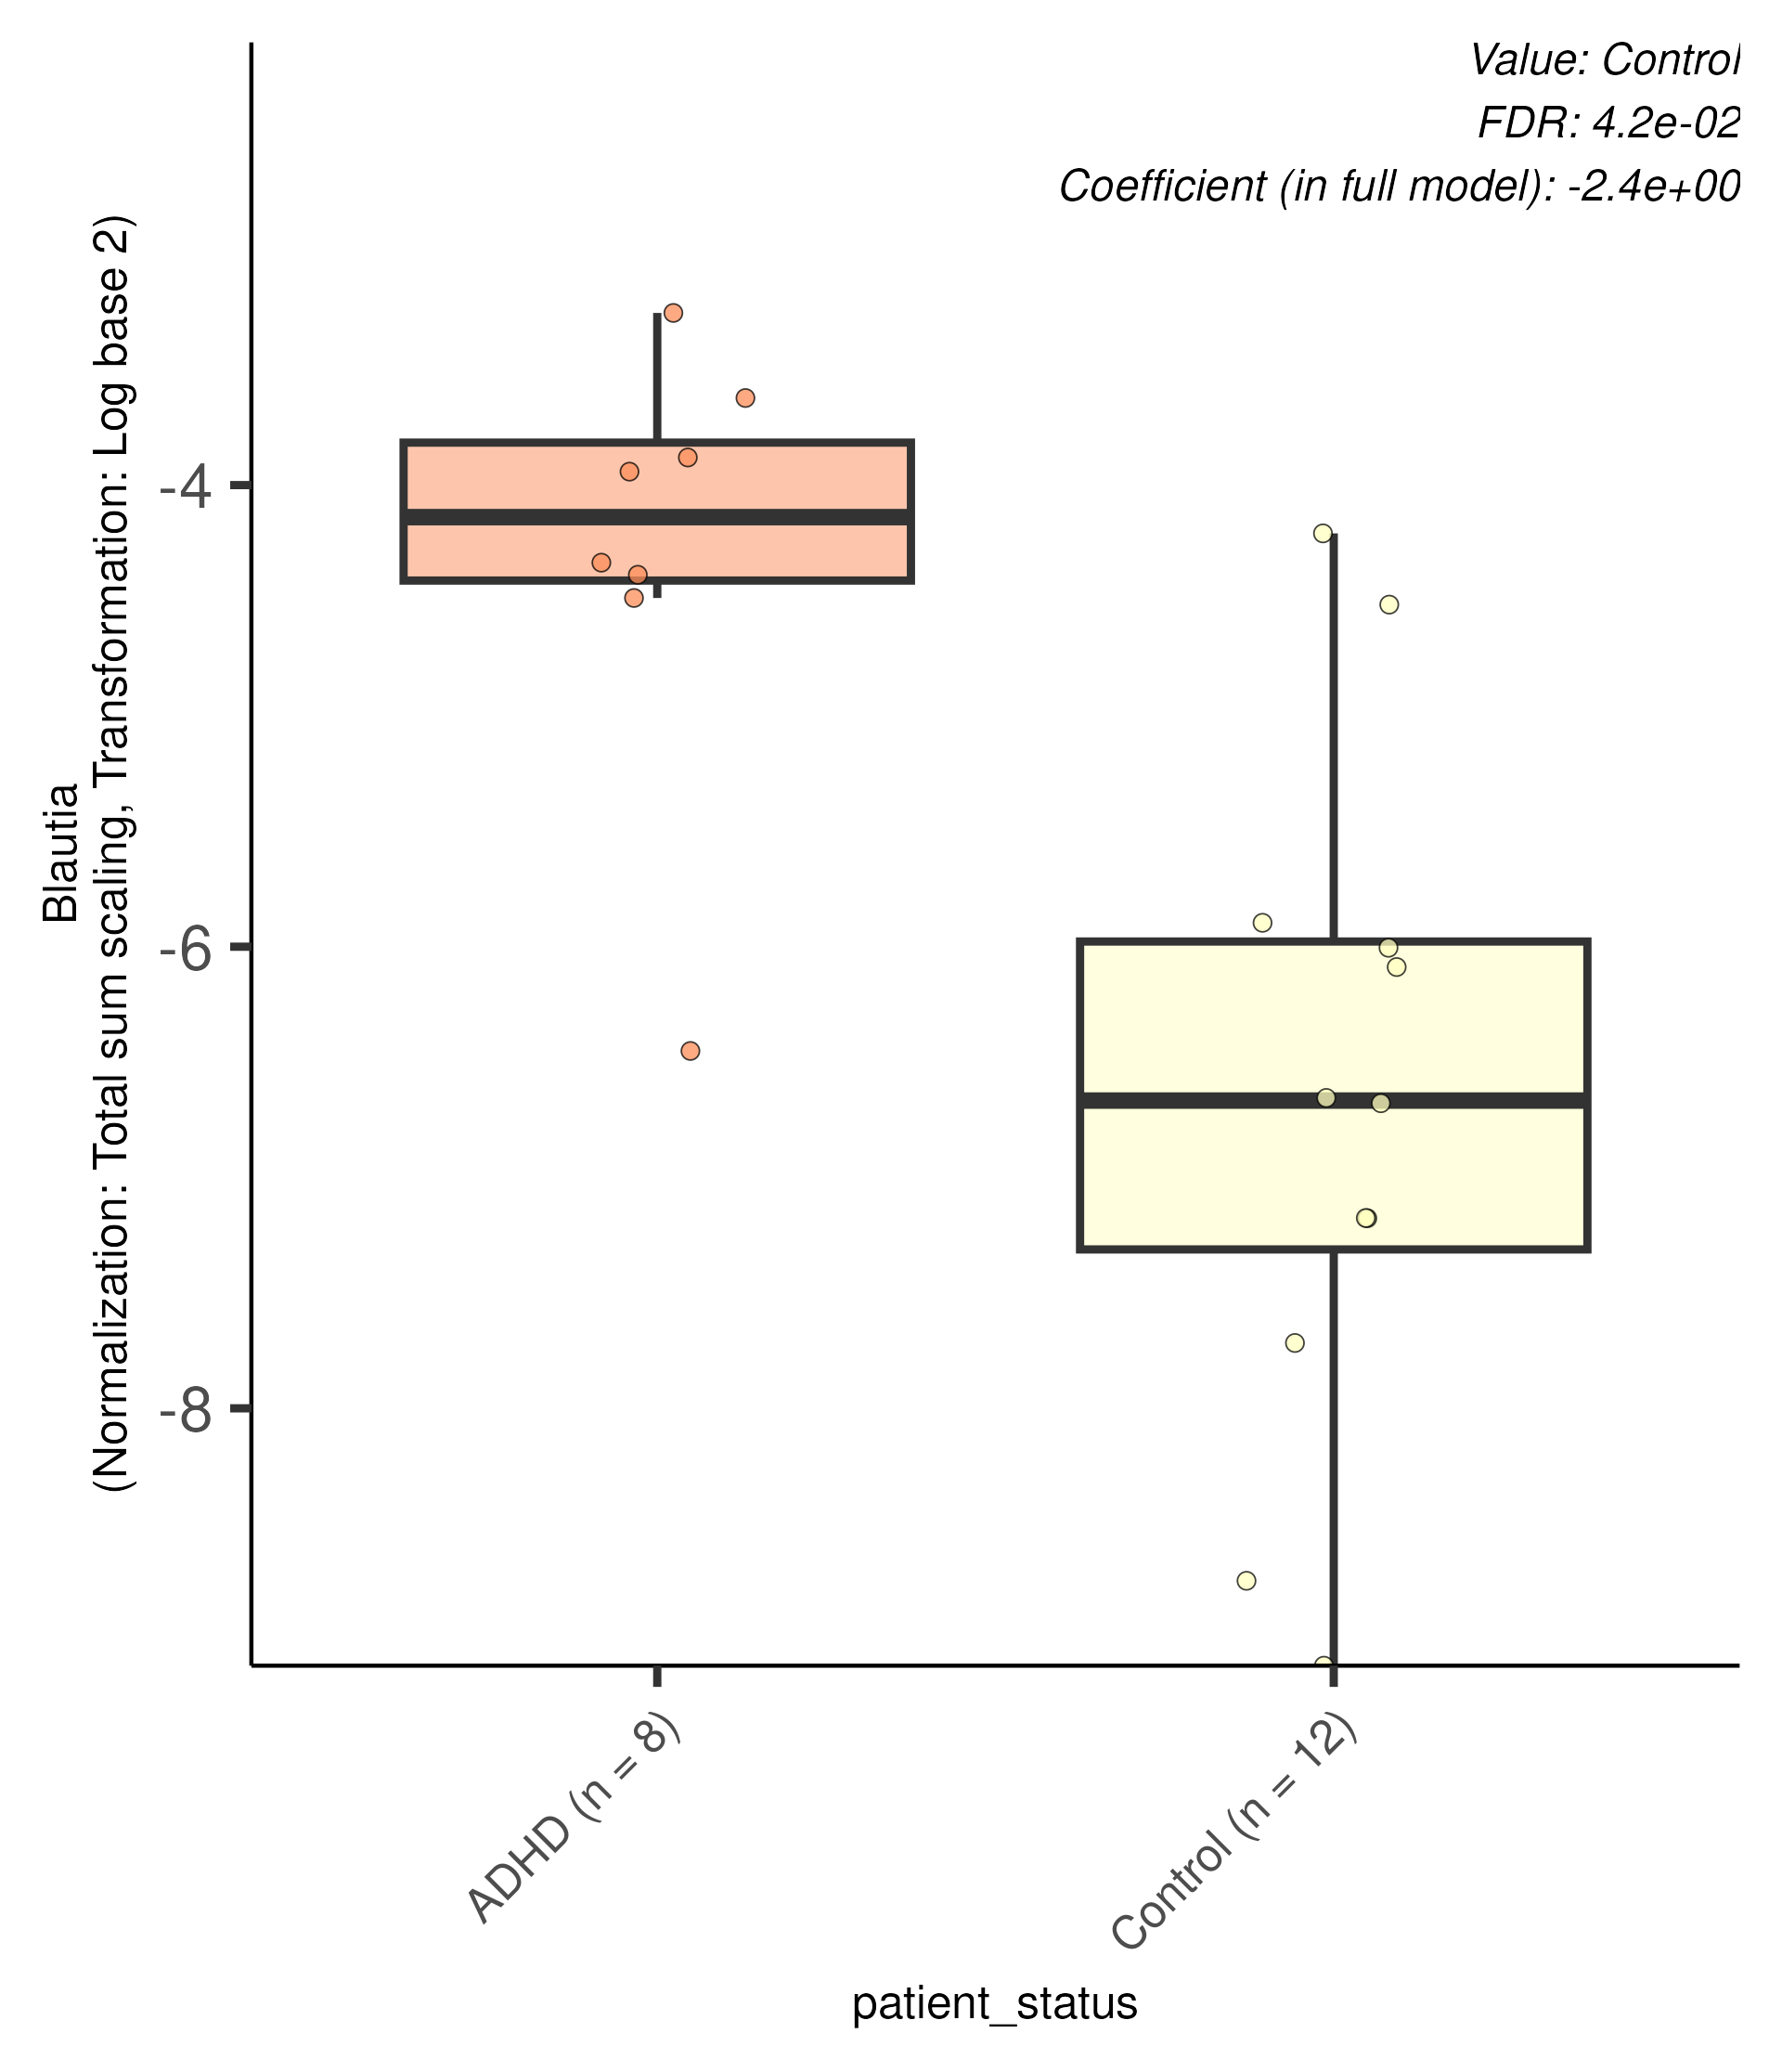 Value: Control
FDR: 4.2e-02
Coefficient (in full model): -2.4e+00
Blautia
(Normalization: Total sum scaling, Transformation: Log base 2)
-4
-6
-8
ADHD (n = 8)
Control (n = 12)
patient_status